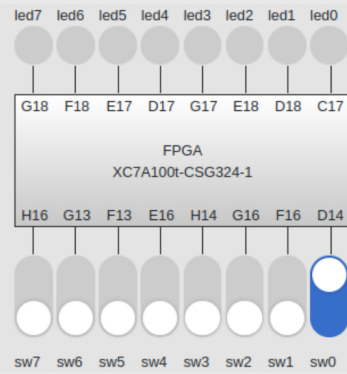 led7 led6 led5 led4 led3 led2 led1 led0
G18 F18 E17 D17 G17 E18 D18 C17
FPGA
XC7A100t-CSG324-1
H16 G13 F13 E16 H14 G16 F16 D14
sw7 sw6 sw5 sw4 sw3 sw2 sw1 sw0